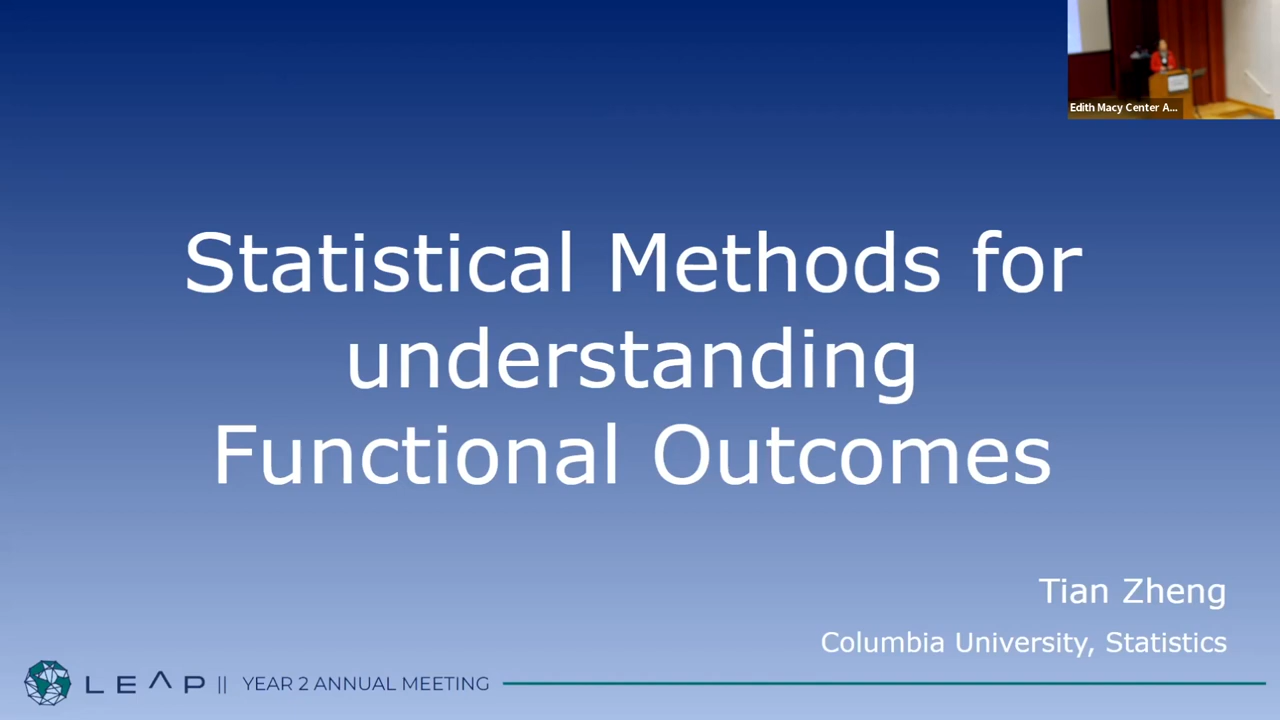 Edith Macy Center A...
Statistical Methods for
understanding
Functional Outcomes
Tian Zheng
Columbia University, Statistics
LEAP || YEAR 2 ANNUAL MEETING